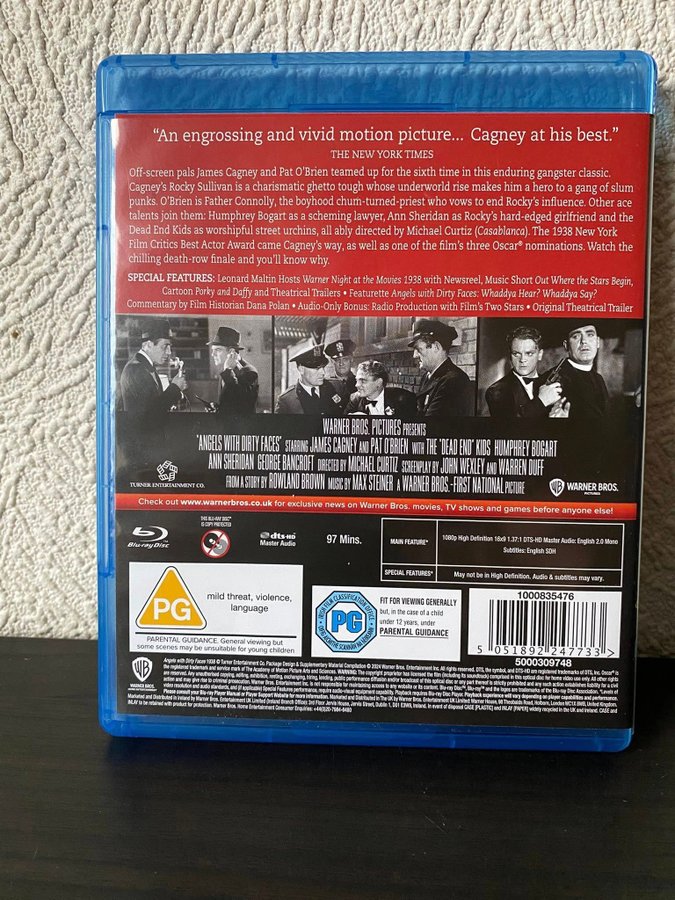 “An engrossing and vivid motion picture... Cagney at his best.”
THE NEW YORK TIMES
Off-screen pals James Cagney and Pat O’Brien teamed up for the sixth time in this enduring gangster classic.
Cagney’s Rocky Sullivan is a charismatic ghetto tough whose underworld rise makes him a hero to a gang of slum
punks. O’Brien is Father Connolly, the boyhood chum-turned-priest who vows to end Rocky’s influence. Other ace
talents join them: Humphrey Bogart as a scheming lawyer, Ann Sheridan as Rocky’s hard-edged girlfriend and the
Dead End Kids as worshipful street urchins, all ably directed by Michael Curtiz (Casablanca). The 1938 New York
Film Critics Best Actor Award came Cagney’s way, as well as one of the film’s three Oscar® nominations. Watch the
chilling death-row finale and you’ll know why.
SPECIAL FEATURES: Leonard Maltin Hosts Warner Night at the Movies 1938 with Newsreel, Music Short Out Where the Stars Begin,
Cartoon Porky and Daffy and Theatrical Trailers • Featurette Angels with Dirty Faces: Whaddya Hear? Whaddya Say?
Commentary by Film Historian Dana Polan • Audio-Only Bonus: Radio Production with Film’s Two Stars • Original Theatrical Trailer
WARNER BROS. PICTURES PRESENTS
"ANGELS WITH DIRTY FACES" STARRING JAMES CAGNEY AND PAT O'BRIEN WITH THE "DEAD END" KIDS HUMPHREY BOGART
ANN SHERIDAN GEORGE BANCROFT DIRECTED BY MICHAEL CURTIZ SCREENPLAY BY JOHN WEXLEY AND WARREN DUFF
FROM A STORY BY ROWLAND BROWN MUSIC BY MAX STEINER A WARNER BROS.-FIRST NATIONAL PICTURE
TURNER ENTERTAINMENT CO.
WARNER BROS.
PICTURES
Check out www.warnerbros.co.uk for exclusive news on Warner Bros. movies, TV shows and games before anyone else!
Blu-ray Disc
THIS BLU-RAY DISC™
IS COPY PROTECTED
dts-HD
Master Audio
97 Mins.
MAIN FEATURE*
1080p High Definition 16x9 1.37:1 DTS-HD Master Audio: English 2.0 Mono
Subtitles: English SDH
SPECIAL FEATURES*
May not be in High Definition. Audio & subtitles may vary.
PG
mild threat, violence,
language
PARENTAL GUIDANCE. General viewing but
some scenes may be unsuitable for young children
PG
FIT FOR VIEWING GENERALLY
but, in the case of a child
under 12 years, under
PARENTAL GUIDANCE
1000835476
5 051892 247733
5000309748
WB
WARNER BROS.